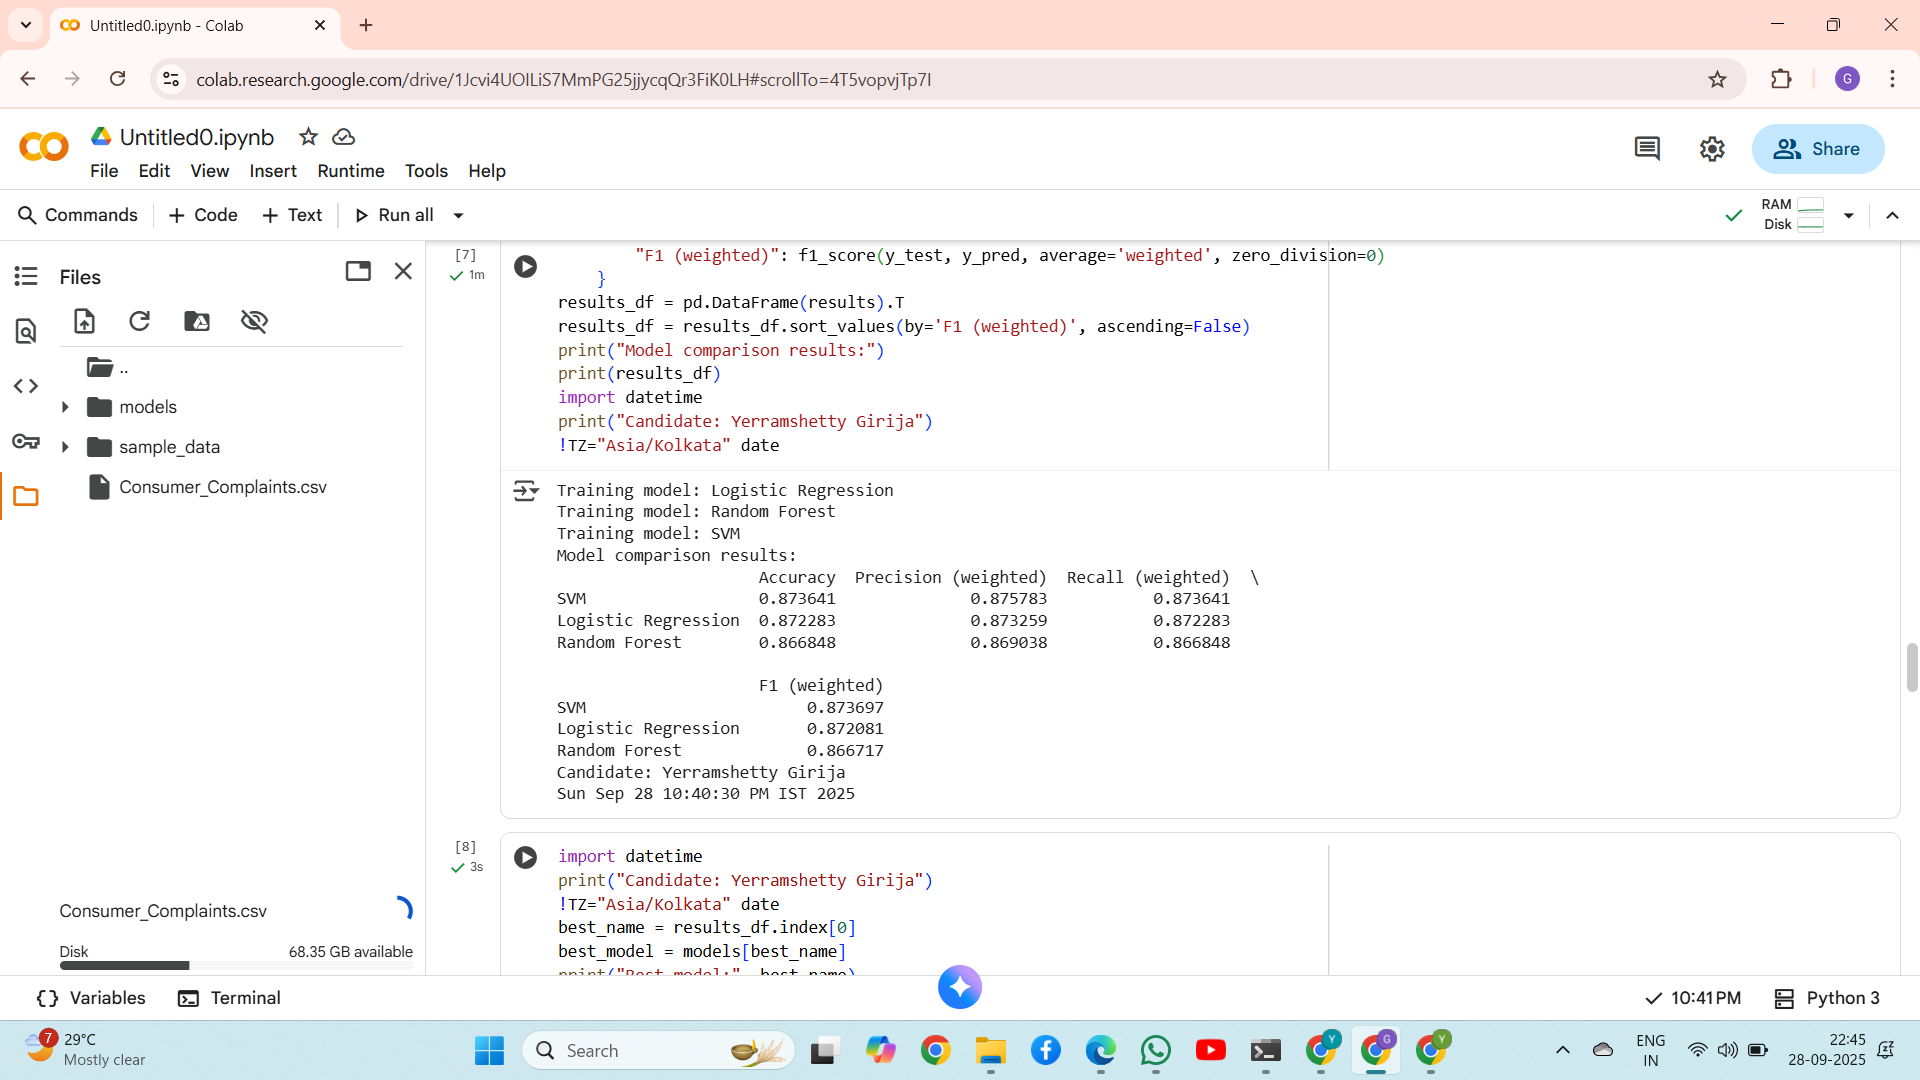 Untitled0.ipynb - Colab
colab.research.google.com/drive/1Jcvi4UOILiS7MmPG25jjycqQr3FiK0LH#scrollTo=4T5vopvjTp7I
G
Untitled0.ipynb
File Edit View Insert Runtime Tools Help
Share
Commands + Code + Text Run all
RAM
Disk
Files
..
models
sample_data
Consumer_Complaints.csv
Consumer_Complaints.csv
Disk 68.35 GB available
[7]
1m
"F1 (weighted)": f1_score(y_test, y_pred, average='weighted', zero_division=0)
}
results_df = pd.DataFrame(results).T
results_df = results_df.sort_values(by='F1 (weighted)', ascending=False)
print("Model comparison results:")
print(results_df)
import datetime
print("Candidate: Yerramshetty Girija")
!TZ="Asia/Kolkata" date
Training model: Logistic Regression
Training model: Random Forest
Training model: SVM
Model comparison results:
Accuracy Precision (weighted) Recall (weighted) \
SVM 0.873641 0.875783 0.873641
Logistic Regression 0.872283 0.873259 0.872283
Random Forest 0.866848 0.869038 0.866848
F1 (weighted)
SVM 0.873697
Logistic Regression 0.872081
Random Forest 0.866717
Candidate: Yerramshetty Girija
Sun Sep 28 10:40:30 PM IST 2025
[8]
3s
import datetime
print("Candidate: Yerramshetty Girija")
!TZ="Asia/Kolkata" date
best_name = results_df.index[0]
best_model = models[best_name]
print("Best model:", best_name)
Variables Terminal
10:41 PM Python 3
7
29°C
Mostly clear
Search
Y
G
Y
ENG
IN
22:45
28-09-2025